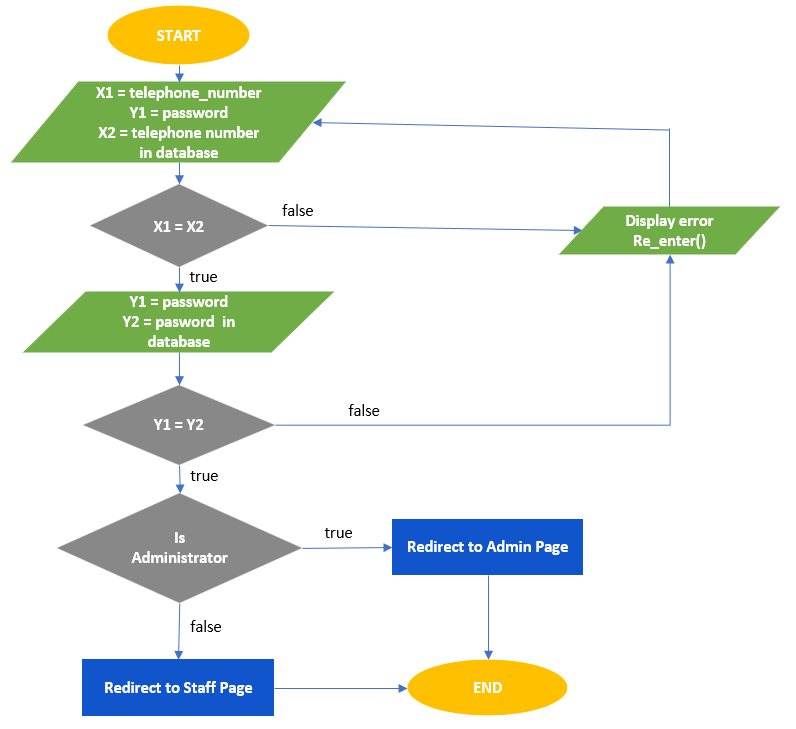 START
X1 = telephone_number
Y1 = password
X2 = telephone number
in database
X1 = X2
false
Display error
Re_enter()
true
Y1 = password
Y2 = pasword in
database
Y1 = Y2
false
true
Is
Administrator
true
Redirect to Admin Page
false
Redirect to Staff Page
END